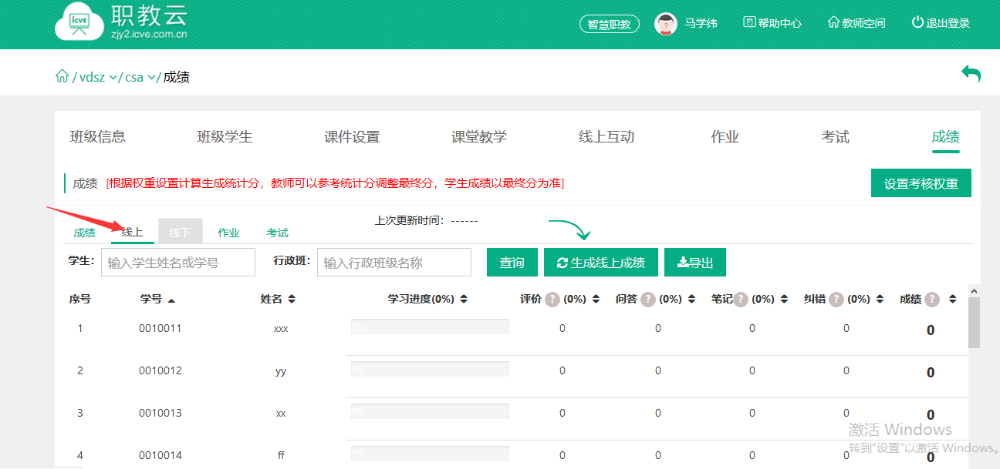 icve
职教云
zjy2.icve.com.cn
智慧职教
马学纬
帮助中心
教师空间
退出登录
/ vdsz / csa / 成绩
班级信息 班级学生 课件设置 课堂教学 线上互动 作业 考试 成绩
成绩 [根据权重设置计算生成统计分，教师可以参考统计分调整最终分，学生成绩以最终分为准]
设置考核权重
上次更新时间：------
成绩 线上 线下 作业 考试
学生： 输入学生姓名或学号 行政班： 输入行政班级名称 查询 生成线上成绩 导出
序号 学号 姓名 学习进度(0%) 评价 ? (0%) 问答 ? (0%) 笔记 ? (0%) 纠错 ? (0%) 成绩 ?
1 0010011 xxx 0% 0 0 0 0 0
2 0010012 yy 0% 0 0 0 0 0
3 0010013 xx 0% 0 0 0 0 0
4 0010014 ff 0% 0 0 0 0 0
激活 Windows
转到"设置"以激活 Windows。